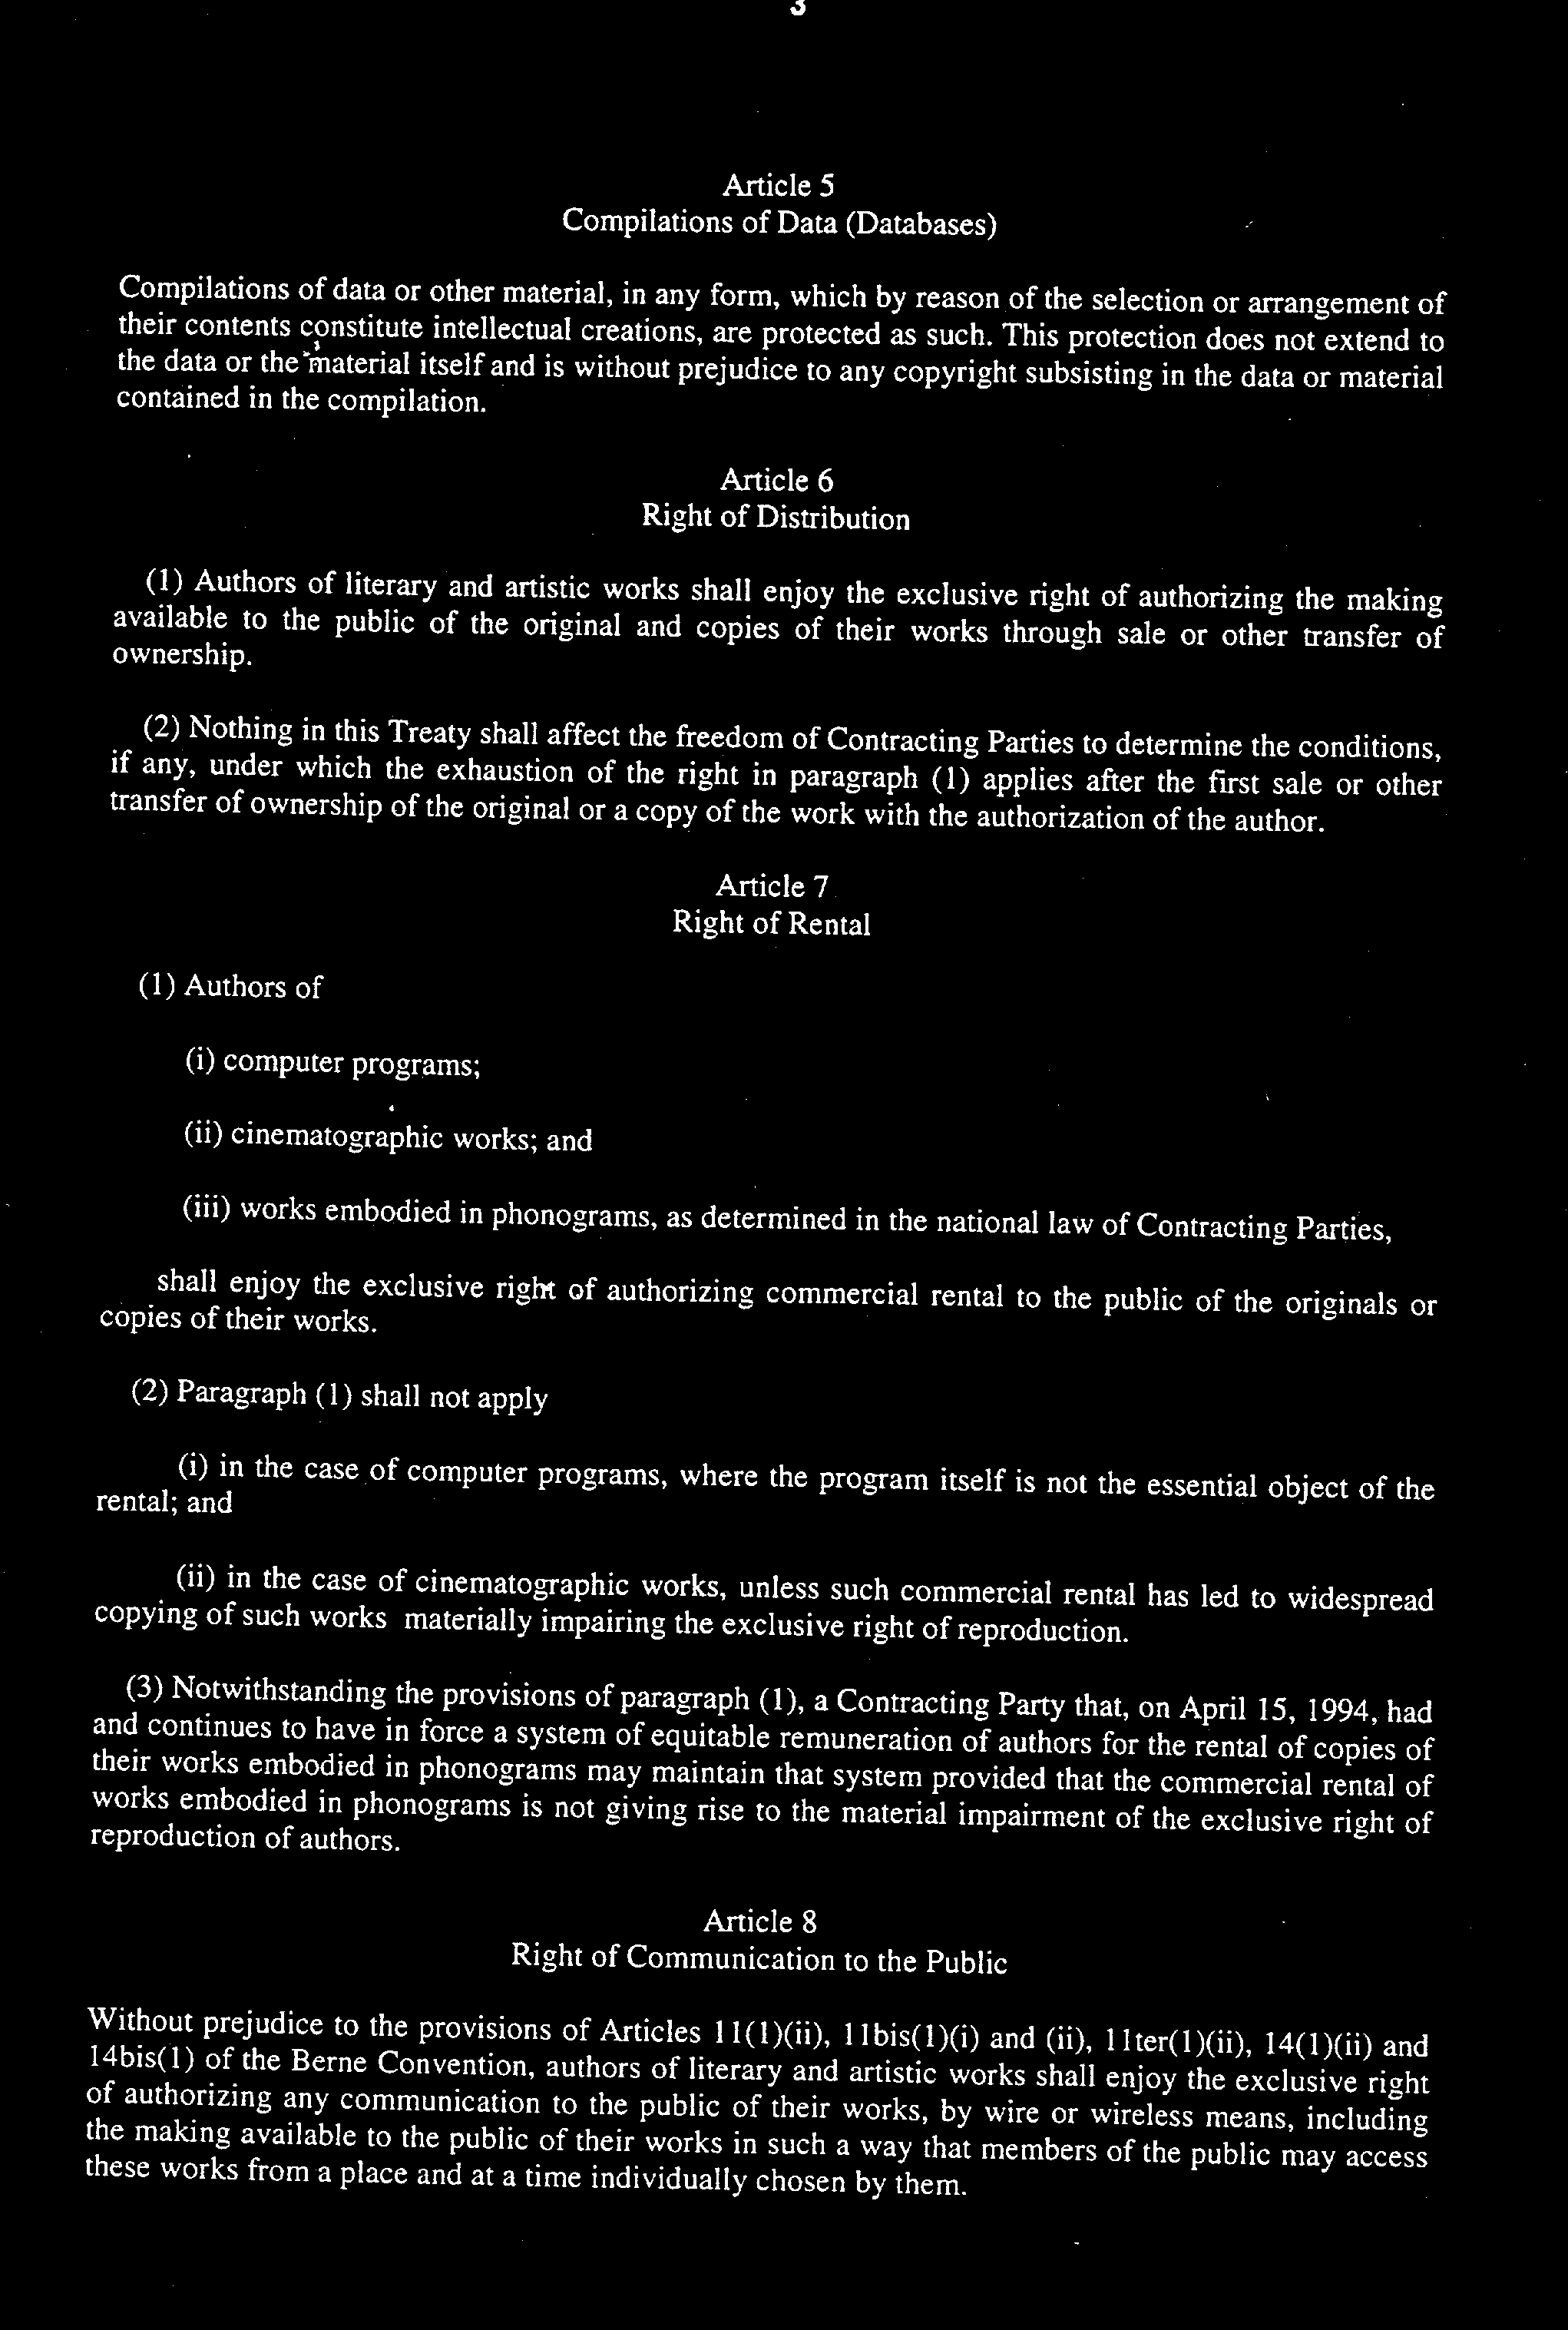 3
Article 5
Compilations of Data (Databases)
Compilations of data or other material, in any form, which by reason of the selection or arrangement of
their contents constitute intellectual creations, are protected as such. This protection does not extend to
the data or the material itself and is without prejudice to any copyright subsisting in the data or material
contained in the compilation.
Article 6
Right of Distribution
(1) Authors of literary and artistic works shall enjoy the exclusive right of authorizing the making
available to the public of the original and copies of their works through sale or other transfer of
ownership.
(2) Nothing in this Treaty shall affect the freedom of Contracting Parties to determine the conditions,
if any, under which the exhaustion of the right in paragraph (1) applies after the first sale or other
transfer of ownership of the original or a copy of the work with the authorization of the author.
Article 7
Right of Rental
(1) Authors of
(i) computer programs;
(ii) cinematographic works; and
(iii) works embodied in phonograms, as determined in the national law of Contracting Parties,
shall enjoy the exclusive right of authorizing commercial rental to the public of the originals or
copies of their works.
(2) Paragraph (1) shall not apply
(i) in the case of computer programs, where the program itself is not the essential object of the
rental; and
(ii) in the case of cinematographic works, unless such commercial rental has led to widespread
copying of such works materially impairing the exclusive right of reproduction.
(3) Notwithstanding the provisions of paragraph (1), a Contracting Party that, on April 15, 1994, had
and continues to have in force a system of equitable remuneration of authors for the rental of copies of
their works embodied in phonograms may maintain that system provided that the commercial rental of
works embodied in phonograms is not giving rise to the material impairment of the exclusive right of
reproduction of authors.
Article 8
Right of Communication to the Public
Without prejudice to the provisions of Articles 11(1)(ii), 11bis(1)(i) and (ii), 11ter(1)(ii), 14(1)(ii) and
14bis(1) of the Berne Convention, authors of literary and artistic works shall enjoy the exclusive right
of authorizing any communication to the public of their works, by wire or wireless means, including
the making available to the public of their works in such a way that members of the public may access
these works from a place and at a time individually chosen by them.